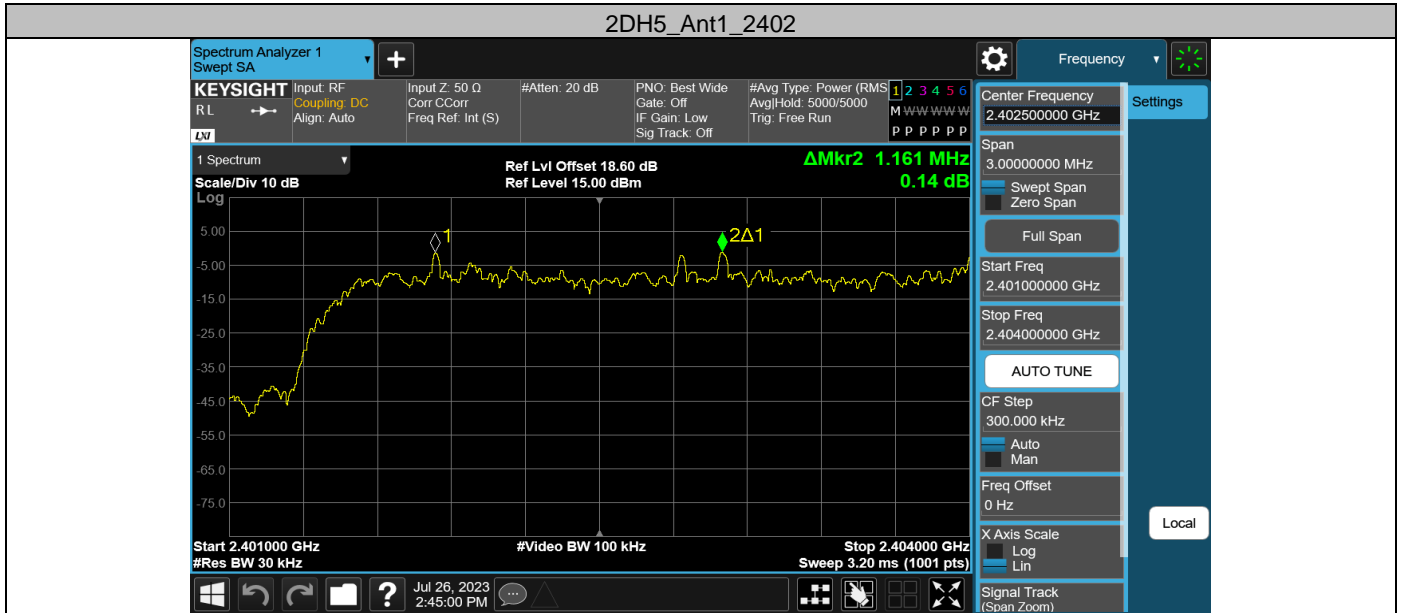 2DH5_Ant1_2402
Spectrum Analyzer 1
Swept SA
Frequency
KEYSIGHT
RL
LXI
Input: RF
Coupling: DC
Align: Auto
Input Z: 50 Ω
Corr CCorr
Freq Ref: Int (S)
#Atten: 20 dB
PNO: Best Wide
Gate: Off
IF Gain: Low
Sig Track: Off
#Avg Type: Power (RMS
Avg|Hold: 5000/5000
Trig: Free Run
1 2 3 4 5 6
M W W W W W
P P P P P P
1 Spectrum
Scale/Div 10 dB
Log
Ref Lvl Offset 18.60 dB
Ref Level 15.00 dBm
ΔMkr2 1.161 MHz
0.14 dB
1
2Δ1
5.00
-5.00
-15.0
-25.0
-35.0
-45.0
-55.0
-65.0
-75.0
Start 2.401000 GHz
#Res BW 30 kHz
#Video BW 100 kHz
Stop 2.404000 GHz
Sweep 3.20 ms (1001 pts)
Center Frequency
2.402500000 GHz
Settings
Span
3.00000000 MHz
Swept Span
Zero Span
Full Span
Start Freq
2.401000000 GHz
Stop Freq
2.404000000 GHz
AUTO TUNE
CF Step
300.000 kHz
Auto
Man
Freq Offset
0 Hz
X Axis Scale
Log
Lin
Signal Track
(Span Zoom)
Local
?
Jul 26, 2023
2:45:00 PM